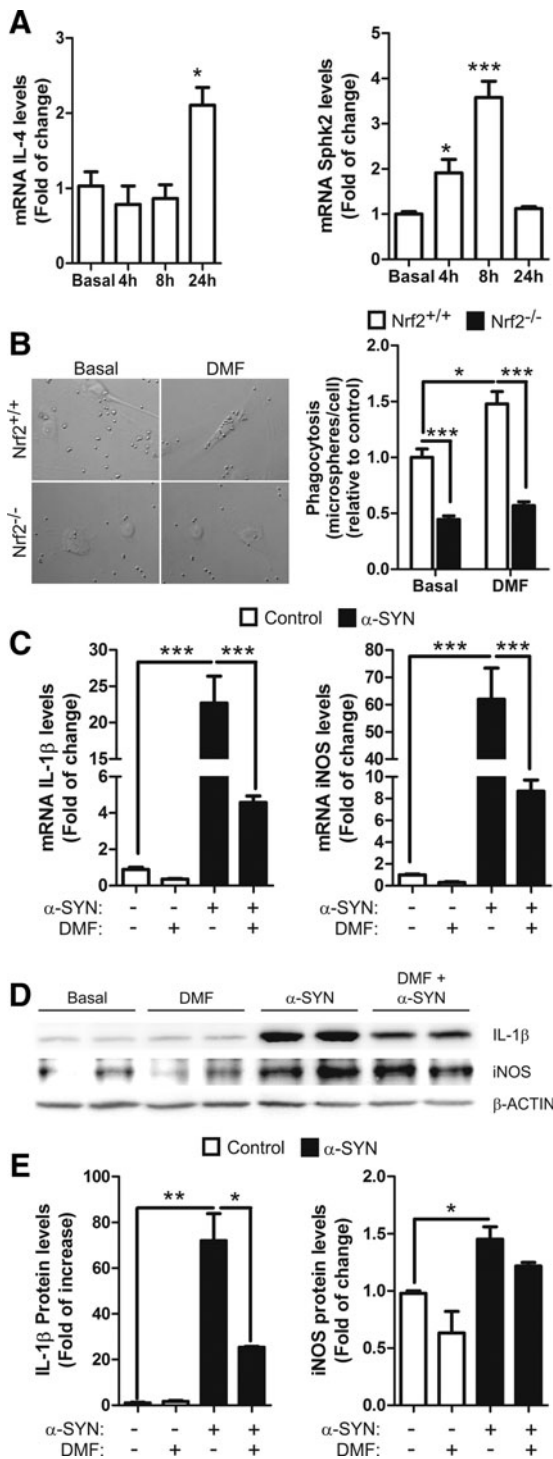 A
mRNA IL-4 levels
(Fold of change)
3
2
1
0
*
Basal 4h 8h 24h
mRNA Sphk2 levels
(Fold of change)
5
4
3
2
1
0
*
***
Basal 4h 8h 24h
B
Basal DMF
Nrf2+/+
Nrf2-/-
Nrf2+/+ Nrf2-/-
Phagocytosis
(microspheres/cell)
(relative to control)
2.0
1.5
1.0
0.5
0.0
* ***
***
Basal DMF
Control α-SYN
C
mRNA IL-1β levels
(Fold of change)
30
25
20
15
6
4
2
0
*** ***
α-SYN: - - + +
DMF: - + - +
mRNA iNOS levels
(Fold of change)
80
70
60
50
40
10
8
6
4
2
0
*** ***
α-SYN: - - + +
DMF: - + - +
D
Basal DMF α-SYN DMF +
α-SYN
IL-1β
iNOS
β-ACTIN
Control α-SYN
E
IL-1β Protein levels
(Fold of increase)
100
80
60
40
20
0
** *
α-SYN: - - + +
DMF: - + - +
iNOS protein levels
(Fold of change)
2.0
1.5
1.0
0.5
0.0
*
α-SYN: - - + +
DMF: - + - +